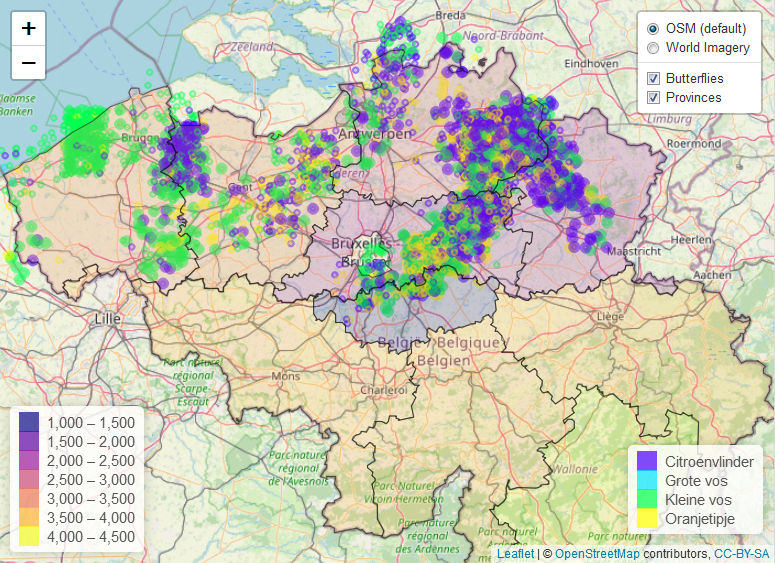 +
−
Breda
Noord-Brabant
Zeeland
Eindhoven
OSM (default)
World Imagery
Butterflies
Provinces
Limburg
Vlaamse
Banken
Brugge
Antwerpen
Roermond
Gent
Bruxelles-
Brussel
Maastricht
Heerlen
Aachen
Lille
Liège
België / Belgique
Belgien
Mons
Charleroi
Parc naturel
régional
Scarpe-
Escaut
Parc naturel
régional
de l'Avesnois
Parc Naturel
Viroin Hermeton
Parc naturel
régional
des Ardennes
Wallonie
Parc naturel
1,000 – 1,500
1,500 – 2,000
2,000 – 2,500
2,500 – 3,000
3,000 – 3,500
3,500 – 4,000
4,000 – 4,500
Citroenvlinder
Grote vos
Kleine vos
Oranjetipje
Leaflet | © OpenStreetMap contributors, CC-BY-SA